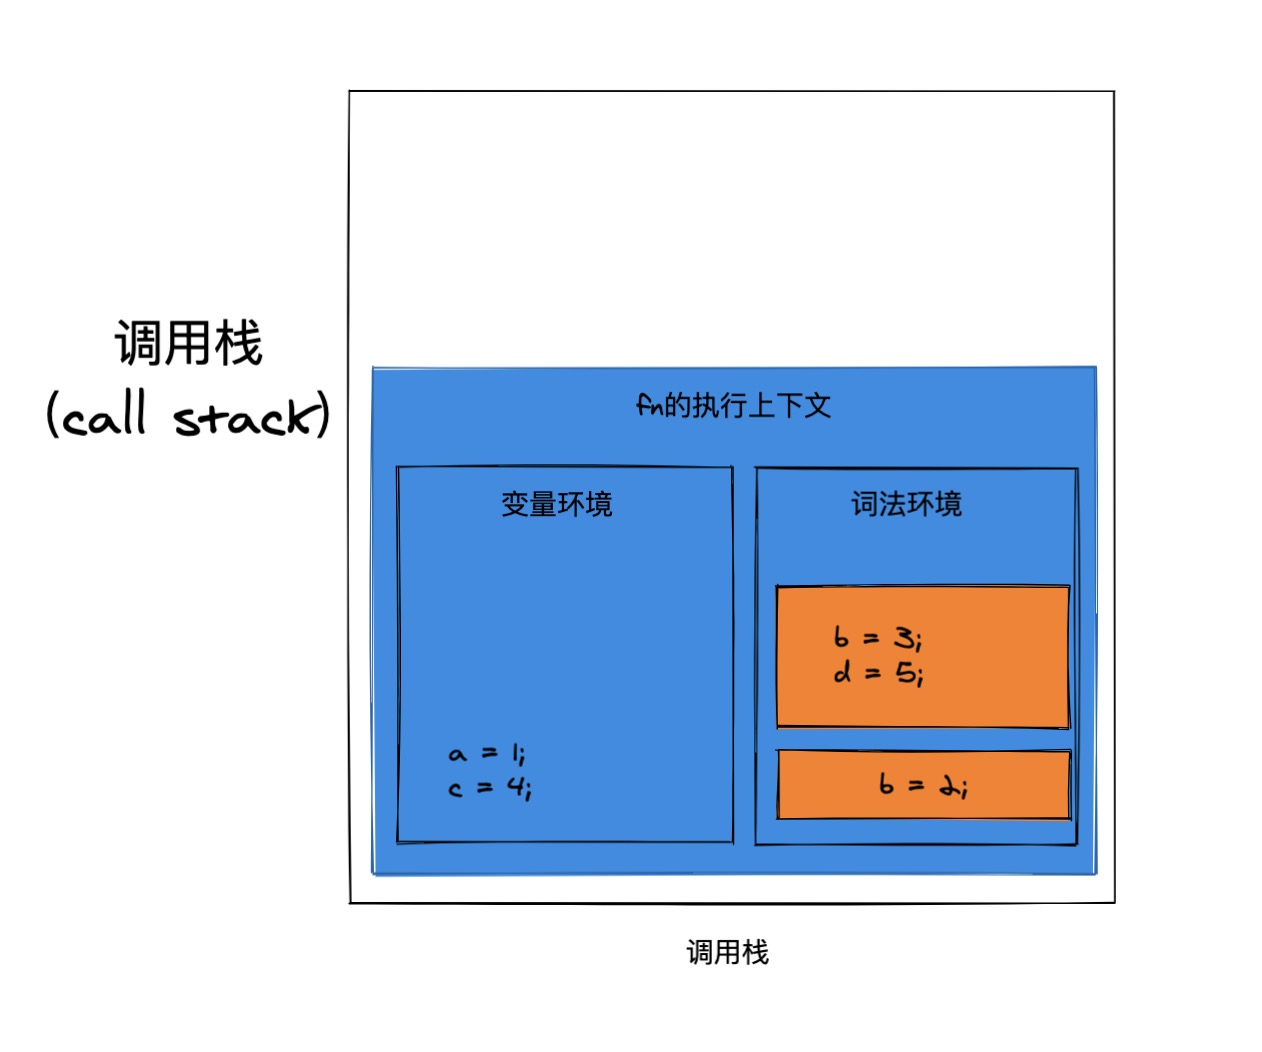 调用栈
(call stack)
fn的执行上下文
变量环境
a = 1;
c = 4;
词法环境
b = 3;
d = 5;
b = 2;
调用栈